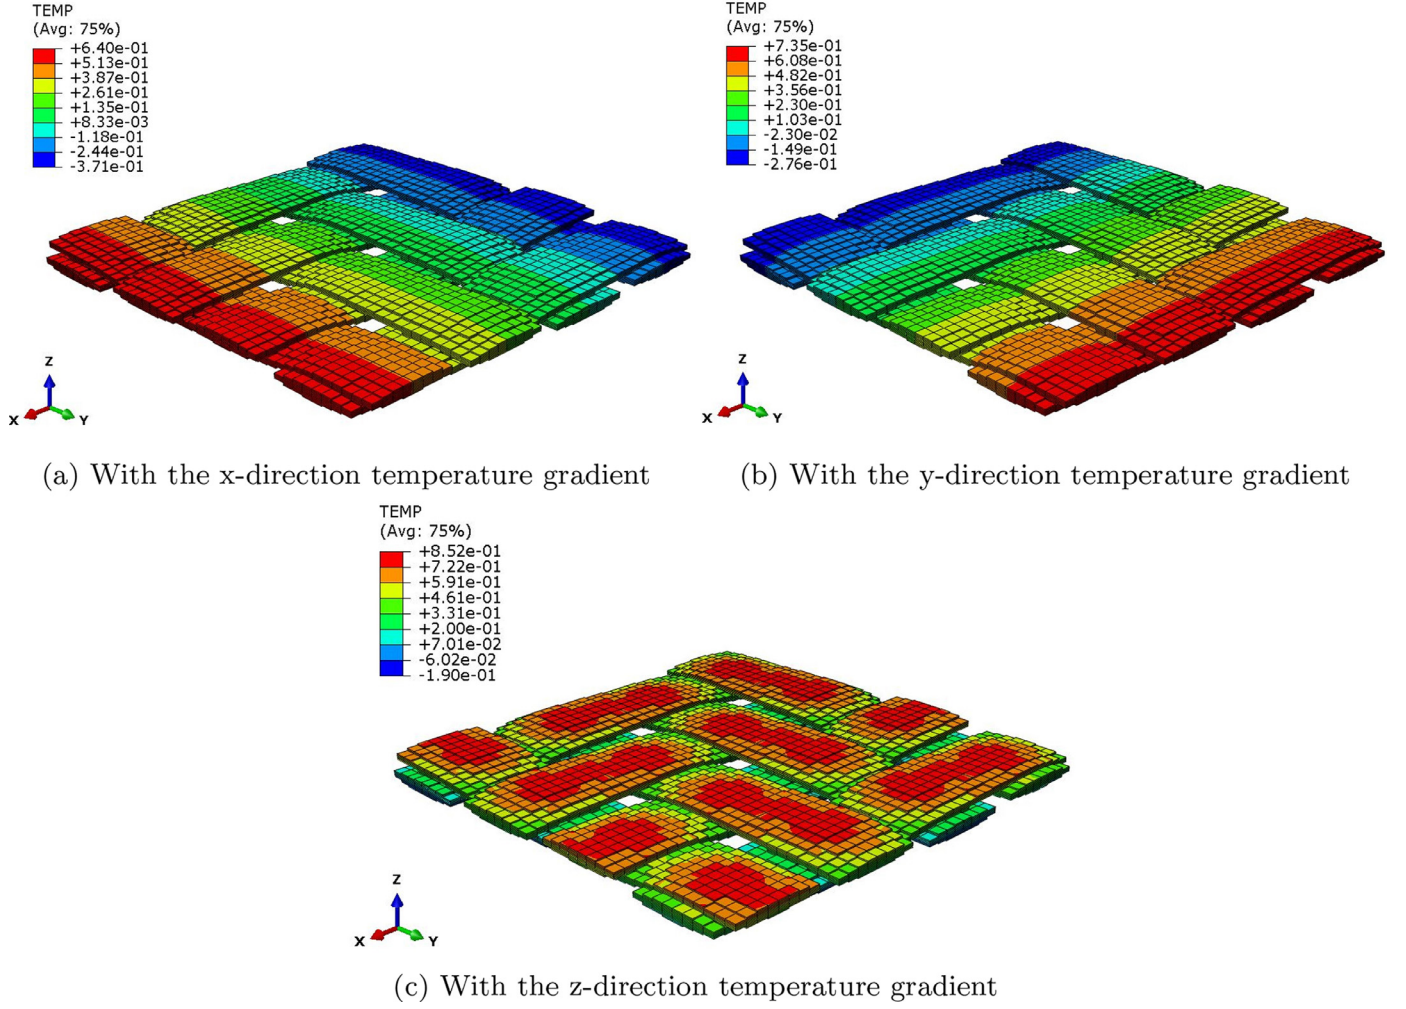 TEMP
(Avg: 75%)
+6.40e-01
+5.13e-01
+3.87e-01
+2.61e-01
+1.35e-01
+8.33e-03
-1.18e-01
-2.44e-01
-3.71e-01
Z
X
Y
(a) With the x-direction temperature gradient
TEMP
(Avg: 75%)
+7.35e-01
+6.08e-01
+4.82e-01
+3.56e-01
+2.30e-01
+1.03e-01
-2.30e-02
-1.49e-01
-2.76e-01
Z
X
Y
(b) With the y-direction temperature gradient
TEMP
(Avg: 75%)
+8.52e-01
+7.22e-01
+5.91e-01
+4.61e-01
+3.31e-01
+2.00e-01
+7.01e-02
-6.02e-02
-1.90e-01
Z
X
Y
(c) With the z-direction temperature gradient